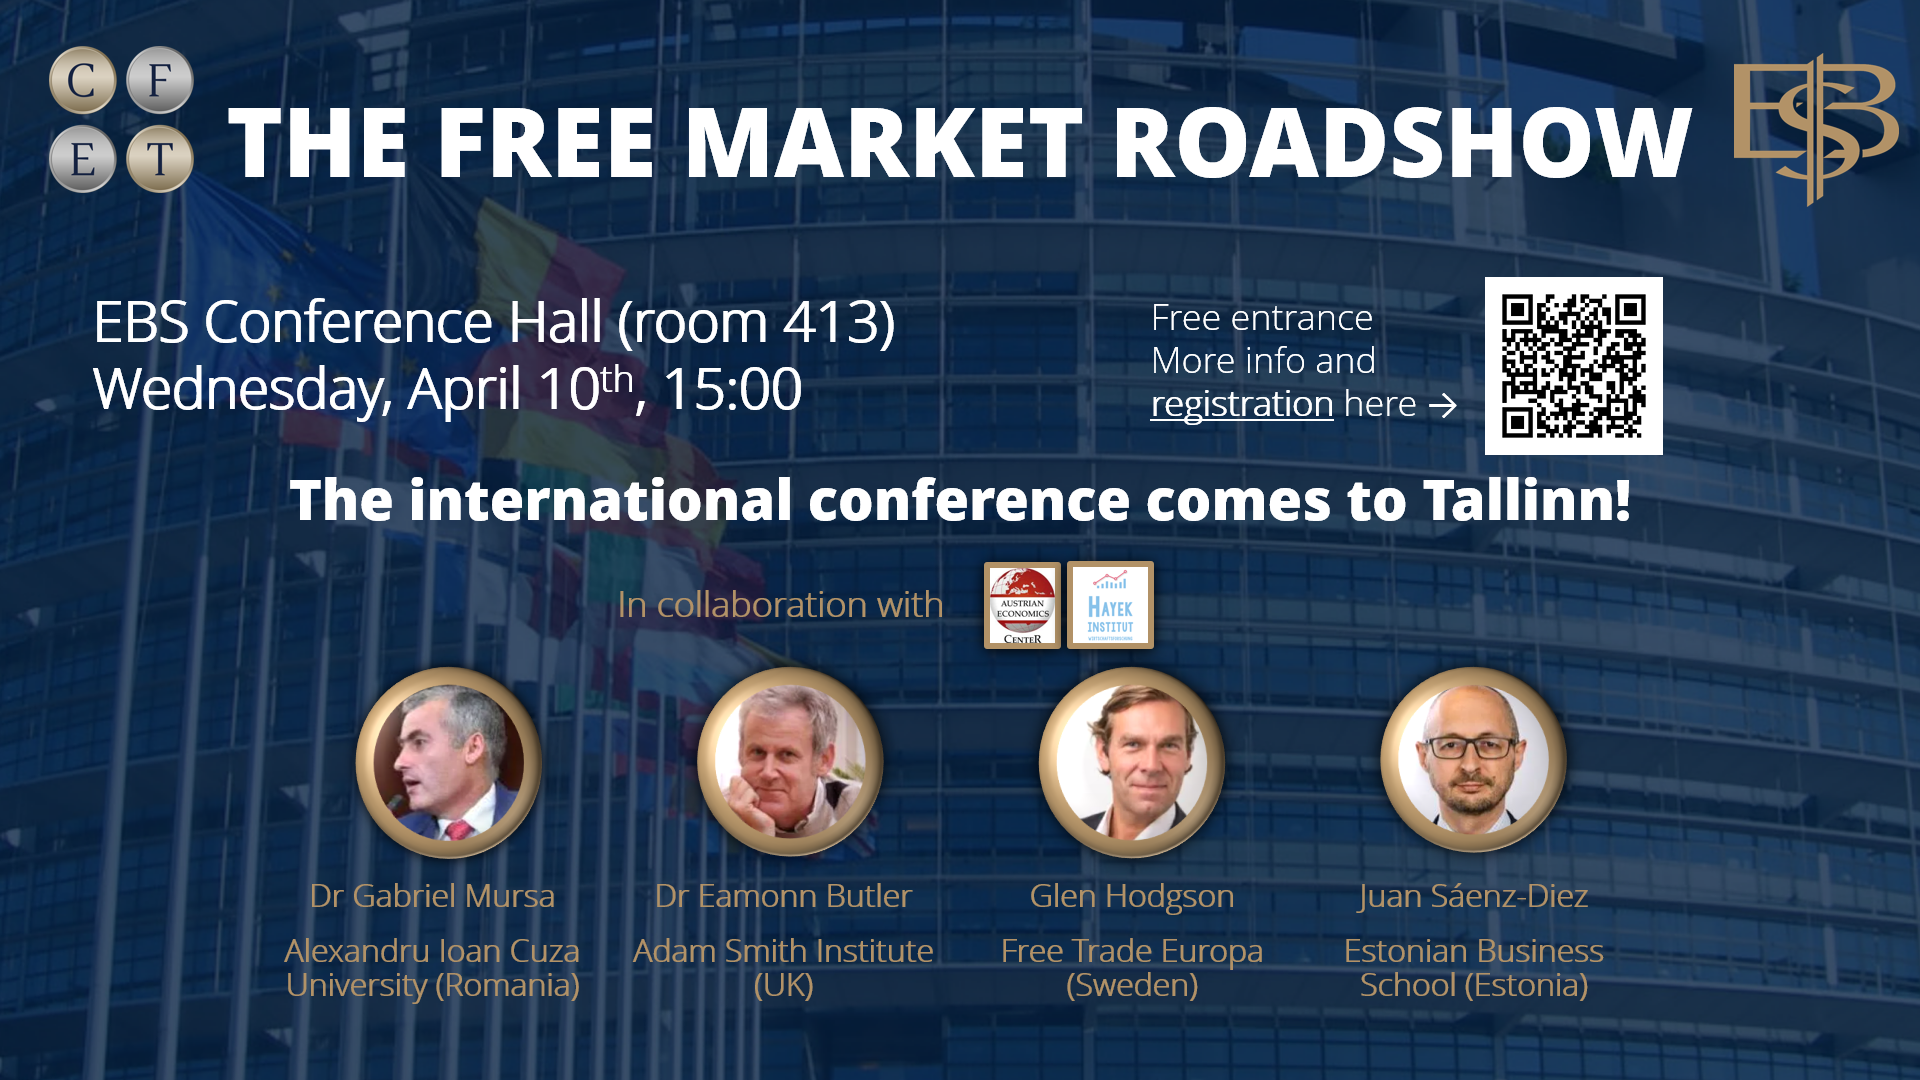 C F
E T
THE FREE MARKET ROADSHOW
EBS
EBS Conference Hall (room 413)
Wednesday, April 10th, 15:00
Free entrance
More info and
registration here →
The international conference comes to Tallinn!
In collaboration with
AUSTRIAN
ECONOMICS
CENTER
HAYEK
INSTITUT
Dr Gabriel Mursa
Alexandru Ioan Cuza
University (Romania)
Dr Eamonn Butler
Adam Smith Institute
(UK)
Glen Hodgson
Free Trade Europa
(Sweden)
Juan Sáenz-Diez
Estonian Business
School (Estonia)